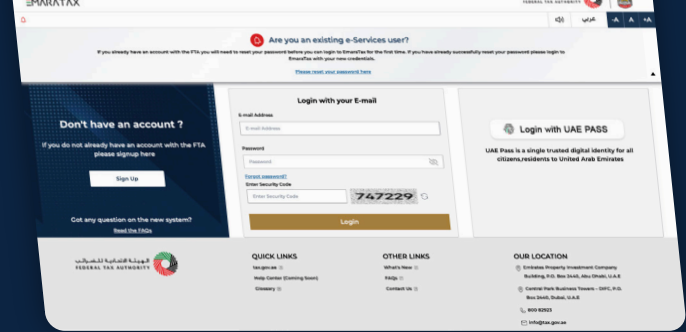 EMARATAX
FEDERAL TAX AUTHORITY
عربي
-A A +A
Are you an existing e-Services user?
If you already have an account with the FTA you will need to reset your password before you can login to EmaraTax for the first time. If you have already successfully reset your password please login to
EmaraTax with your new credentials.
Please reset your password here
Don't have an account ?
If you do not already have an account with the FTA
please signup here
Sign Up
Got any question on the new system?
Read the FAQs
Login with your E-mail
E-mail Address
E-mail Address
Password
Password
Forgot password?
Enter Security Code
Enter Security Code
747229
Login
Login with UAE PASS
UAE Pass is a single trusted digital identity for all
citizens,residents to United Arab Emirates
الهيئة الاتحادية للضرائب
FEDERAL TAX AUTHORITY
QUICK LINKS
tax.gov.ae
Help Center (Coming Soon)
Glossary
OTHER LINKS
What's New
FAQs
Contact Us
OUR LOCATION
Emirates Property Investment Company
Building, P.O. Box 2440, Abu Dhabi, U.A.E
Central Park Business Towers - DIFC, P.O.
Box 2440, Dubai, U.A.E
600 82923
info@tax.gov.ae